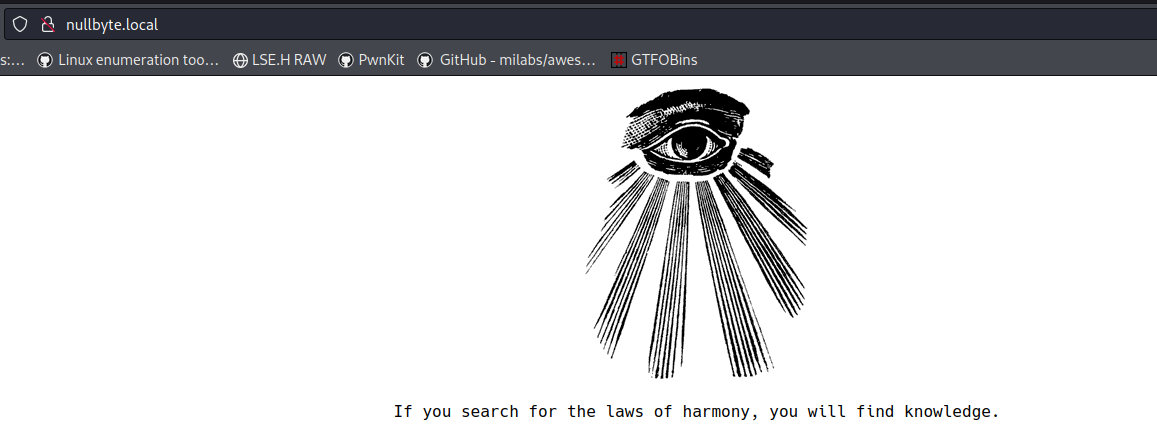 nullbyte.local
s:... Linux enumeration too... LSE.H RAW PwnKit GitHub - milabs/awes... GTFOBins
If you search for the laws of harmony, you will find knowledge.